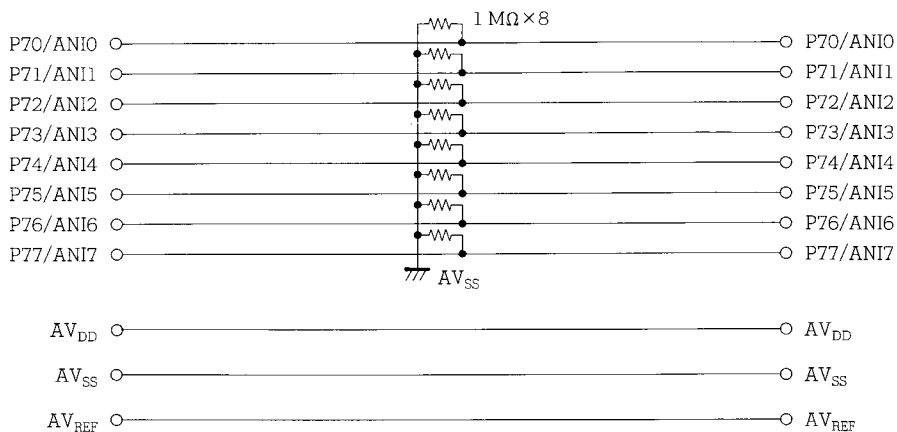 1 MΩ×8
P70/ANI0 P70/ANI0
P71/ANI1 P71/ANI1
P72/ANI2 P72/ANI2
P73/ANI3 P73/ANI3
P74/ANI4 P74/ANI4
P75/ANI5 P75/ANI5
P76/ANI6 P76/ANI6
P77/ANI7 P77/ANI7
AVSS
AVDD AVDD
AVSS AVSS
AVREF AVREF